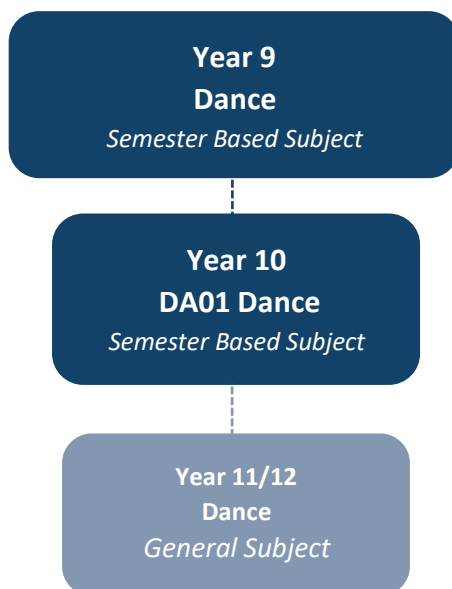 Year 9
Dance
Semester Based Subject
Year 10
DA01 Dance
Semester Based Subject
Year 11/12
Dance
General Subject